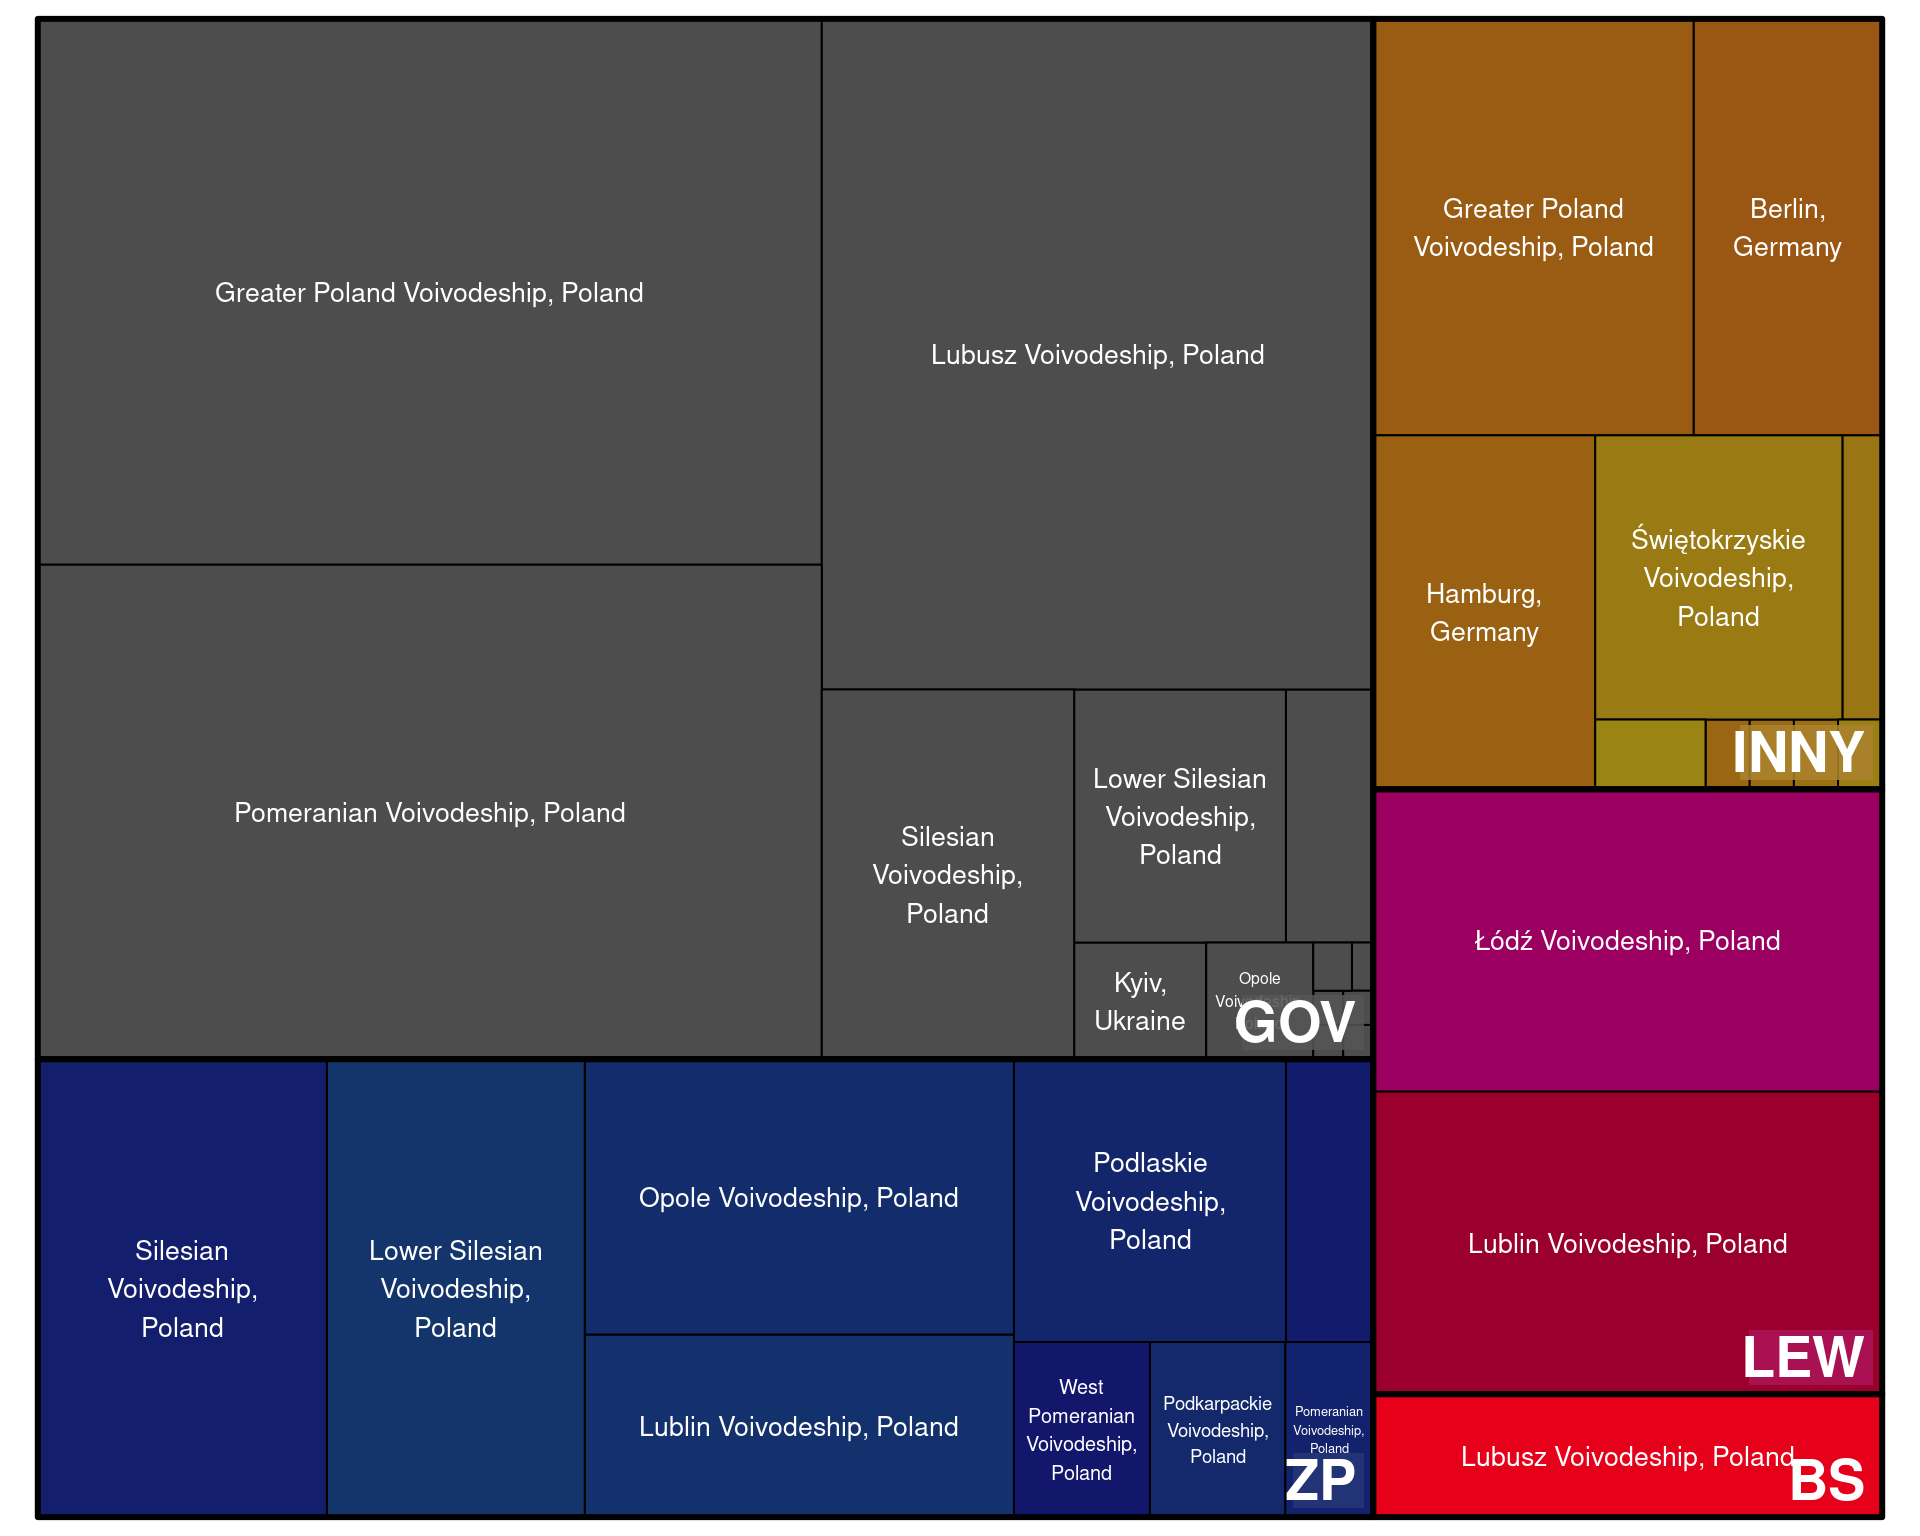 Greater Poland Voivodeship, Poland
Lubusz Voivodeship, Poland
Pomeranian Voivodeship, Poland
Silesian
Voivodeship,
Poland
Lower Silesian
Voivodeship,
Poland
Kyiv,
Ukraine
Opole
GOV
Greater Poland
Voivodeship, Poland
Berlin,
Germany
Hamburg,
Germany
Świętokrzyskie
Voivodeship,
Poland
INNY
Silesian
Voivodeship,
Poland
Lower Silesian
Voivodeship,
Poland
Opole Voivodeship, Poland
Lublin Voivodeship, Poland
Podlaskie
Voivodeship,
Poland
West
Pomeranian
Voivodeship,
Poland
Podkarpackie
Voivodeship,
Poland
Pomeranian
Voivodeship,
Poland
ZP
Łódź Voivodeship, Poland
Lublin Voivodeship, Poland
LEW
Lubusz Voivodeship, Poland
BS